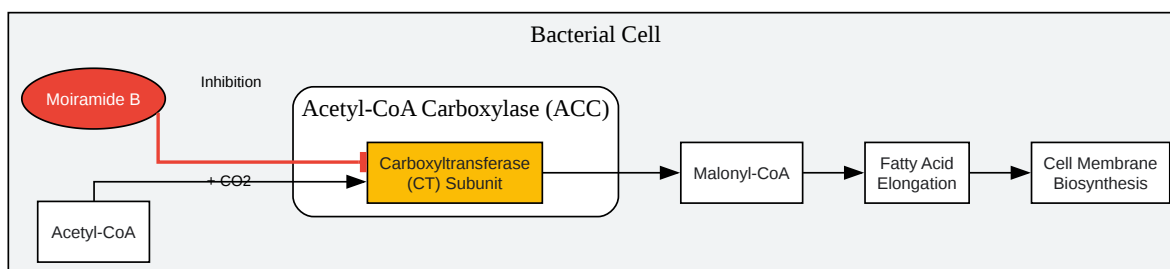 Bacterial Cell
Inhibition
Moiramide B
Acetyl-CoA Carboxylase (ACC)
Carboxyltransferase
(CT) Subunit
+ CO2
Acetyl-CoA
Malonyl-CoA
Fatty Acid
Elongation
Cell Membrane
Biosynthesis